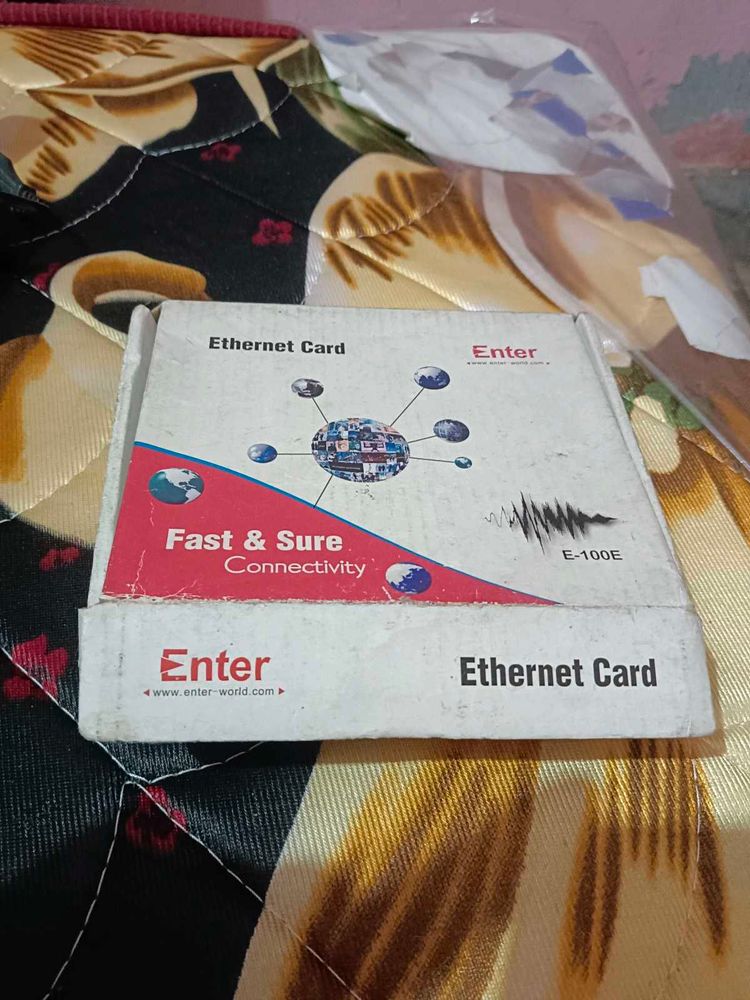 Ethernet Card
Enter
www.enter-world.com
Fast & Sure
Connectivity
E-100E
Enter
www.enter-world.com
Ethernet Card